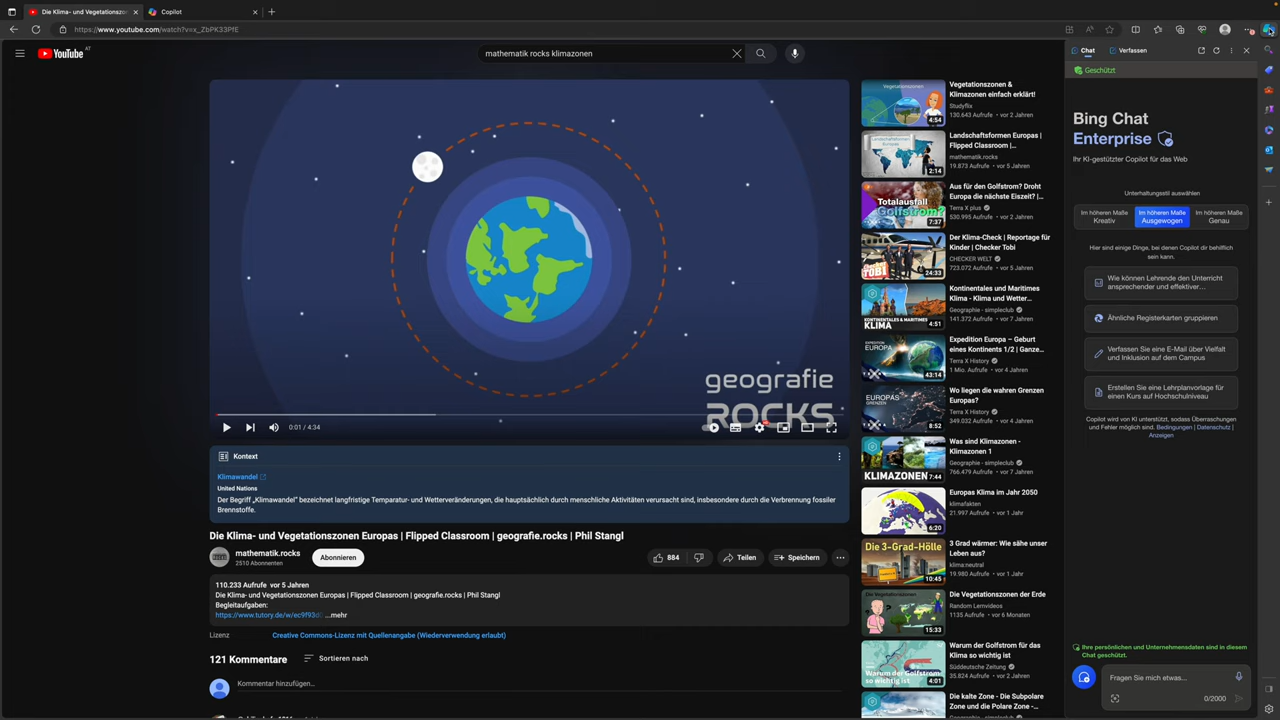 Die Klima- und Vegetationszon
Copilot
https://www.youtube.com/watch?v=x_ZbPK33PfE
YouTube
AT
mathematik rocks klimazonen
geografie
ROCKS
0:01 / 4:34
Kontext
Klimawandel
United Nations
Der Begriff „Klimawandel" bezeichnet langfristige Temperatur- und Wetterveränderungen, die hauptsächlich durch menschliche Aktivitäten verursacht sind, insbesondere durch die Verbrennung fossiler
Brennstoffe.
Die Klima- und Vegetationszonen Europas | Flipped Classroom | geografie.rocks | Phil Stangl
mathematik.rocks
2510 Abonnenten
Abonnieren
884
Teilen
Speichern
110.233 Aufrufe vor 5 Jahren
Die Klima- und Vegetationszonen Europas | Flipped Classroom | geografie.rocks | Phil Stangl
Begleitaufgaben:
https://www.tutory.de/w/ec9f93d ...mehr
Lizenz
Creative Commons-Lizenz mit Quellenangabe (Wiederverwendung erlaubt)
121 Kommentare
Sortieren nach
Kommentar hinzufügen...
4:54
Vegetationszonen &
Klimazonen einfach erklärt!
Studyflix
130.643 Aufrufe • vor 2 Jahren
2:14
Landschaftsformen Europas |
Flipped Classroom |...
mathematik.rocks
19.873 Aufrufe • vor 5 Jahren
Totalausfall
Golfstrom?
7:37
Aus für den Golfstrom? Droht
Europa die nächste Eiszeit? |...
Terra X plus
530.995 Aufrufe • vor 2 Jahren
24:33
Der Klima-Check | Reportage für
Kinder | Checker Tobi
CHECKER WELT
723.072 Aufrufe • vor 5 Jahren
KONTINENTALES & MARITIMES
KLIMA
4:51
Kontinentales und Maritimes
Klima - Klima und Wetter...
Geographie - simpleclub
141.372 Aufrufe • vor 7 Jahren
EXPEDITION
EUROPA
43:14
Expedition Europa – Geburt
eines Kontinents 1/2 | Ganze...
Terra X History
1 Mio. Aufrufe • vor 4 Jahren
EUROPAS
GRENZEN
8:52
Wo liegen die wahren Grenzen
Europas?
Terra X History
349.032 Aufrufe • vor 4 Jahren
KLIMAZONEN
7:44
Was sind Klimazonen -
Klimazonen 1
Geographie - simpleclub
766.479 Aufrufe • vor 7 Jahren
6:20
Europas Klima im Jahr 2050
klimafakten
21.997 Aufrufe • vor 1 Jahr
Die 3-Grad-Hölle
10:45
3 Grad wärmer: Wie sähe unser
Leben aus?
klima:neutral
19.980 Aufrufe • vor 1 Jahr
15:33
Die Vegetationszonen der Erde
Random Lernvideos
1135 Aufrufe • vor 6 Monaten
Warum der Golfstrom für
4:01
Warum der Golfstrom für das
Klima so wichtig ist
Süddeutsche Zeitung
35.824 Aufrufe • vor 2 Jahren
Die kalte Zone - Die Subpolare
Zone und die Polare Zone -
Chat
Verfassen
Geschützt
Bing Chat
Enterprise
Ihr KI-gestützter Copilot für das Web
Unterhaltungsstil auswählen
Im höheren Maße
Kreativ
Im höheren Maße
Ausgewogen
Im höheren Maße
Genau
Hier sind einige Dinge, bei denen Copilot dir behilflich
sein kann.
Wie können Lehrende den Unterricht
ansprechender und effektiver...
Ähnliche Registerkarten gruppieren
Verfassen Sie eine E-Mail über Vielfalt
und Inklusion auf dem Campus
Erstellen Sie eine Lehrplanvorlage für
einen Kurs auf Hochschulniveau
Copilot wird von KI unterstützt, sodass Überraschungen
und Fehler möglich sind. Bedingungen | Datenschutz |
Anzeigen
Ihre persönlichen und Unternehmensdaten sind in diesem
Chat geschützt.
Fragen Sie mich etwas...
0/2000